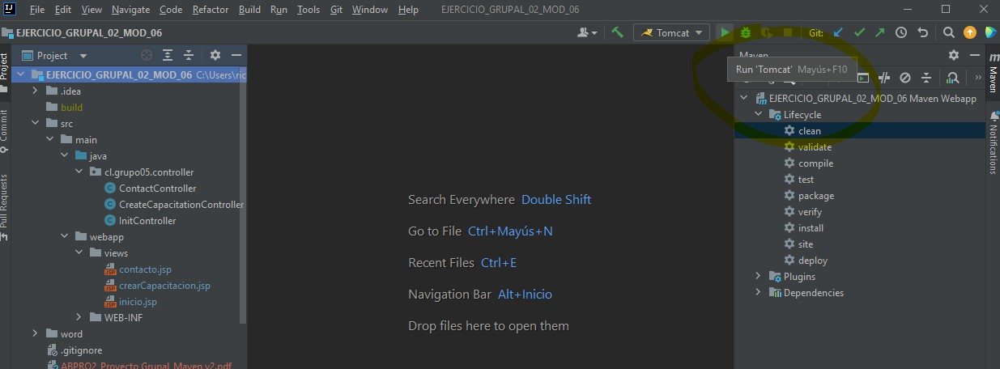 IJ File Edit View Navigate Code Refactor Build Run Tools Git Window Help EJERCICIO_GRUPAL_02_MOD_06
EJERCICIO_GRUPAL_02_MOD_06 Tomcat Git:
Project
Maven
Run 'Tomcat' Mayús+F10
Project
Commit
Pull Requests
EJERCICIO_GRUPAL_02_MOD_06 C:\Users\ric
.idea
build
src
main
java
cl.grupo05.controller
ContactController
CreateCapacitationController
InitController
webapp
views
contacto.jsp
crearCapacitacion.jsp
inicio.jsp
WEB-INF
word
.gitignore
ABPRO2_Proyecto Grupal_Maven v2.pdf
Search Everywhere Double Shift
Go to File Ctrl+Mayús+N
Recent Files Ctrl+E
Navigation Bar Alt+Inicio
Drop files here to open them
EJERCICIO_GRUPAL_02_MOD_06 Maven Webapp
Lifecycle
clean
validate
compile
test
package
verify
install
site
deploy
Plugins
Dependencies
m
Maven
Notifications